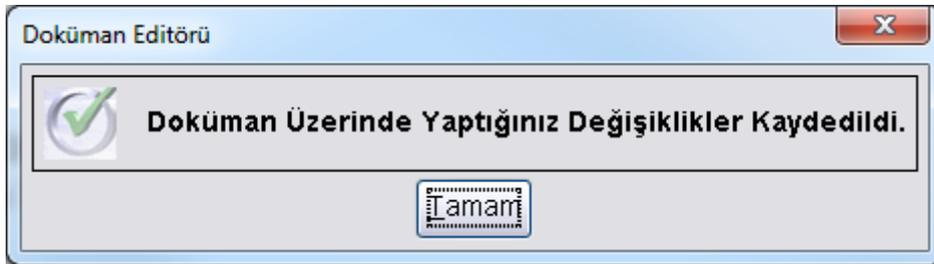 Doküman Editörü
Doküman Üzerinde Yaptığınız Değişiklikler Kaydedildi.
Tamam